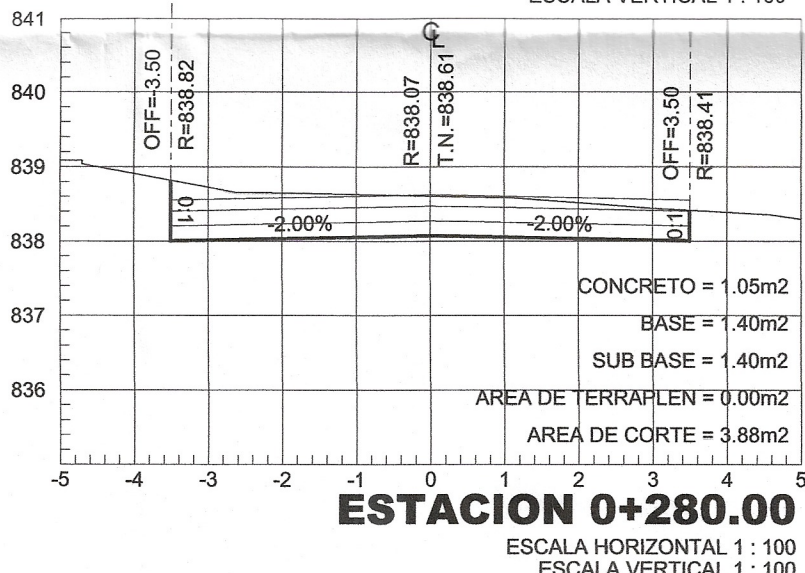 ESCALA VERTICAL 1 : 100
841
840
839
838
837
836
OFF=-3.50
R=838.82
CL
R=838.07
T.N.=838.61
OFF=3.50
R=838.41
0:1
-2.00%
-2.00%
0:1
CONCRETO = 1.05m2
BASE = 1.40m2
SUB BASE = 1.40m2
AREA DE TERRAPLEN = 0.00m2
AREA DE CORTE = 3.88m2
-5 -4 -3 -2 -1 0 1 2 3 4 5
ESTACION 0+280.00
ESCALA HORIZONTAL 1 : 100
ESCALA VERTICAL 1 : 100